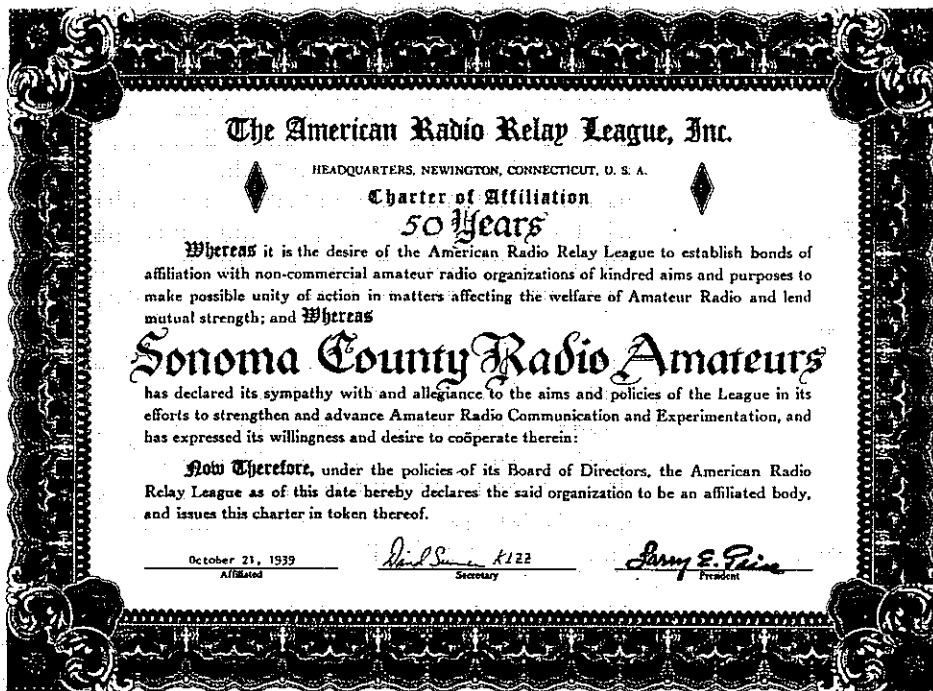 The American Radio Relay League, Inc.
HEADQUARTERS, NEWINGTON, CONNECTICUT, U. S. A.
Charter of Affiliation
50 Years
Whereas it is the desire of the American Radio Relay League to establish bonds of
affiliation with non-commercial amateur radio organizations of kindred aims and purposes to
make possible unity of action in matters affecting the welfare of Amateur Radio and lend
mutual strength; and Whereas
Sonoma County Radio Amateurs
has declared its sympathy with and allegiance to the aims and policies of the League in its
efforts to strengthen and advance Amateur Radio Communication and Experimentation, and
has expressed its willingness and desire to coöperate therein:
Now Therefore, under the policies of its Board of Directors, the American Radio
Relay League as of this date hereby declares the said organization to be an affiliated body,
and issues this charter in token thereof.
October 21, 1939 David Sumner K1ZZ Larry E. Price
Affiliated Secretary President